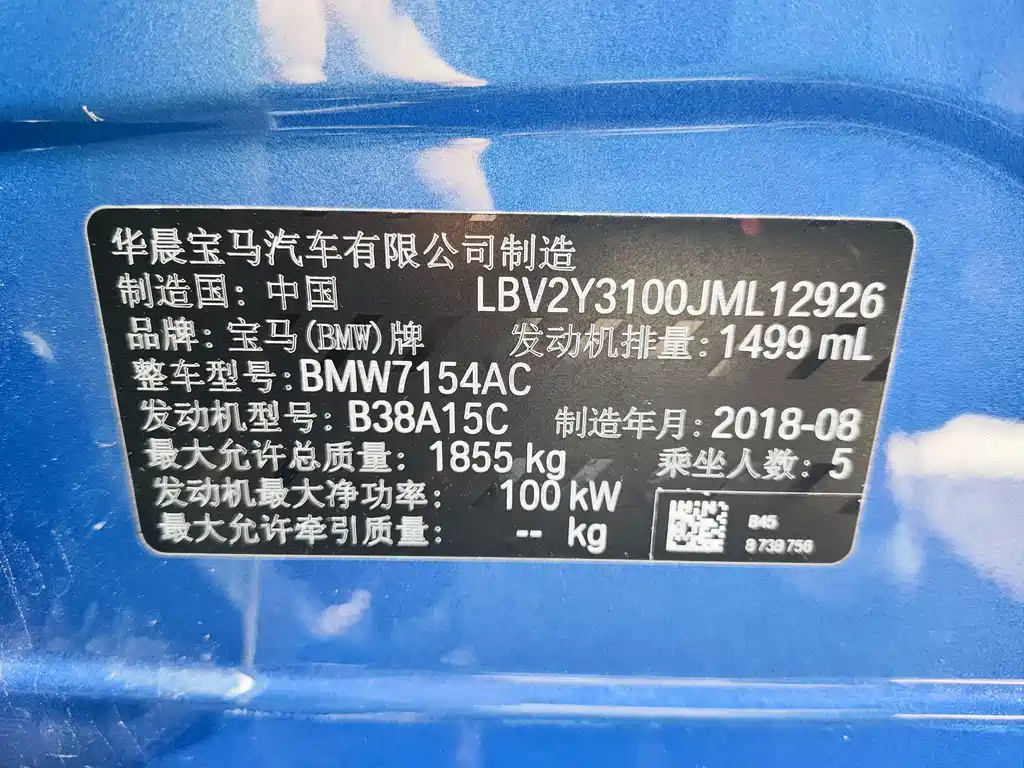 华晨宝马汽车有限公司制造
制造国: 中国 LBV2Y3100JML12926
品牌: 宝马(BMW)牌 发动机排量: 1499 mL
整车型号: BMW7154AC
发动机型号: B38A15C 制造年月: 2018-08
最大允许总质量: 1855 kg 乘坐人数: 5
发动机最大净功率: 100 kW
最大允许牵引质量: -- kg
845
8 738 756